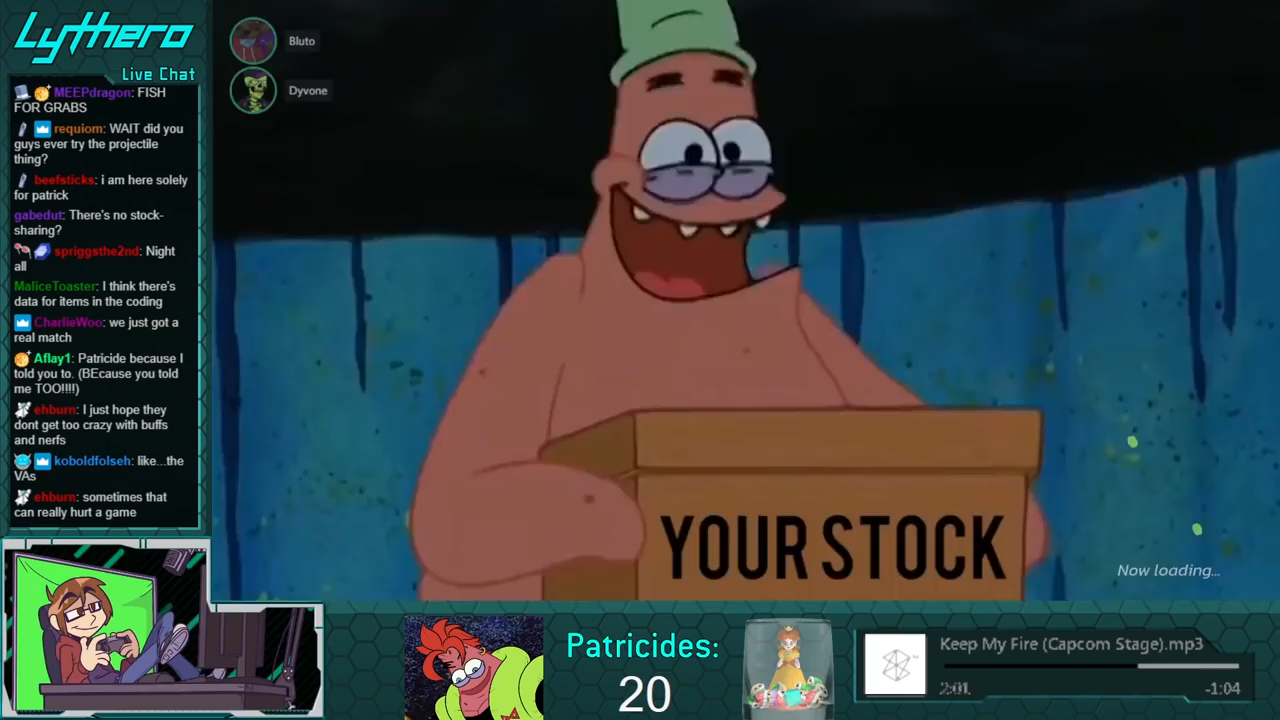 Lythero
Live Chat
MEEPdragon: FISH
FOR GRABS
requiom: WAIT did you
guys ever try the projectile
thing?
beefsticks: i am here solely
for patrick
gabedut: There's no stock-
sharing?
spriggsthe2nd: Night
all
MaliceToaster: I think there's
data for items in the coding
CharlieWoo: we just got a
real match
Aflay1: Patricide because I
told you to. (BEcause you told
me TOO!!!!)
ehburn: I just hope they
dont get too crazy with buffs
and nerfs
koboldfolseh: like...the
VAs
ehburn: sometimes that
can really hurt a game
Bluto
Dyvone
YOUR STOCK
Now loading...
Patricides:
20
Keep My Fire (Capcom Stage).mp3
2:01
-1:04